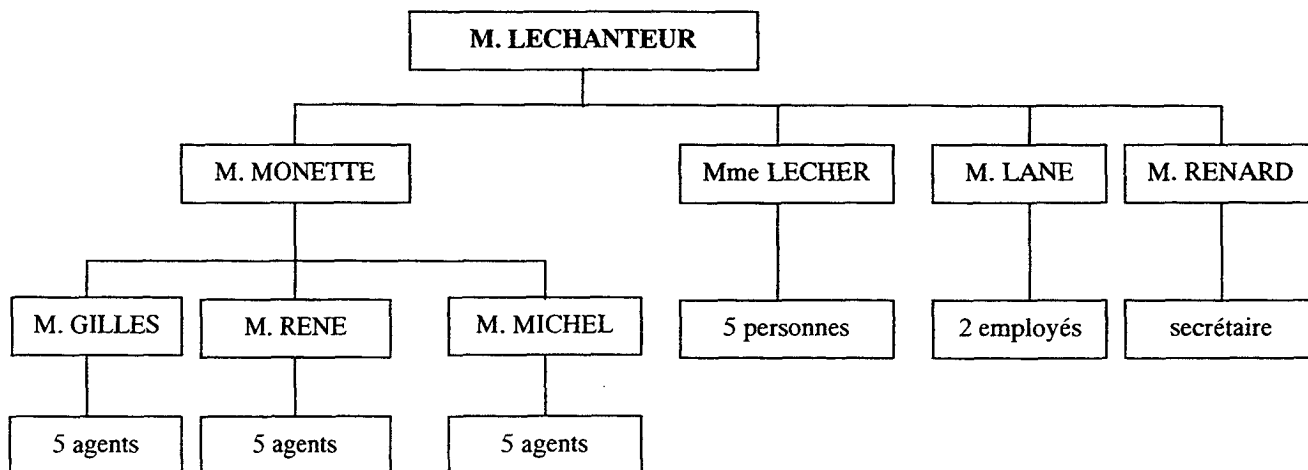 M. LECHANTEUR
M. MONETTE
Mme LECHER
M. LANE
M. RENARD
M. GILLES
M. RENE
M. MICHEL
5 personnes
2 employés
secrétaire
5 agents
5 agents
5 agents